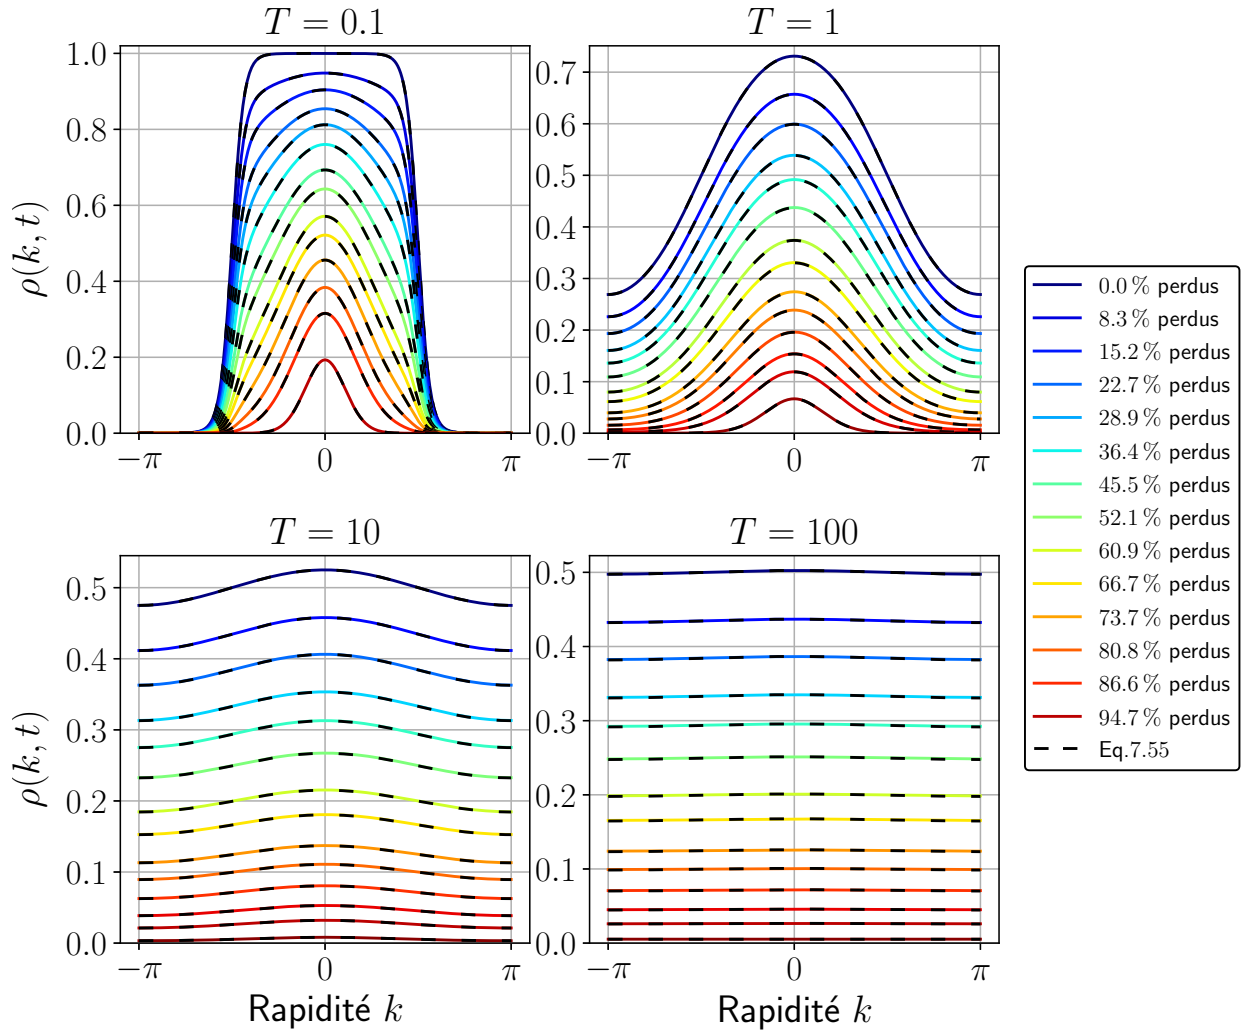 T = 0.1
T = 1
1.0
0.8
0.6
0.4
0.2
0.0
ρ(k, t)
−π
0
π
0.7
0.6
0.5
0.4
0.3
0.2
0.1
0.0
−π
0
π
T = 10
T = 100
0.5
0.4
0.3
0.2
0.1
0.0
ρ(k, t)
−π
0
π
Rapidité k
0.5
0.4
0.3
0.2
0.1
0.0
−π
0
π
Rapidité k
0.0 % perdus
8.3 % perdus
15.2 % perdus
22.7 % perdus
28.9 % perdus
36.4 % perdus
45.5 % perdus
52.1 % perdus
60.9 % perdus
66.7 % perdus
73.7 % perdus
80.8 % perdus
86.6 % perdus
94.7 % perdus
Eq.7.55